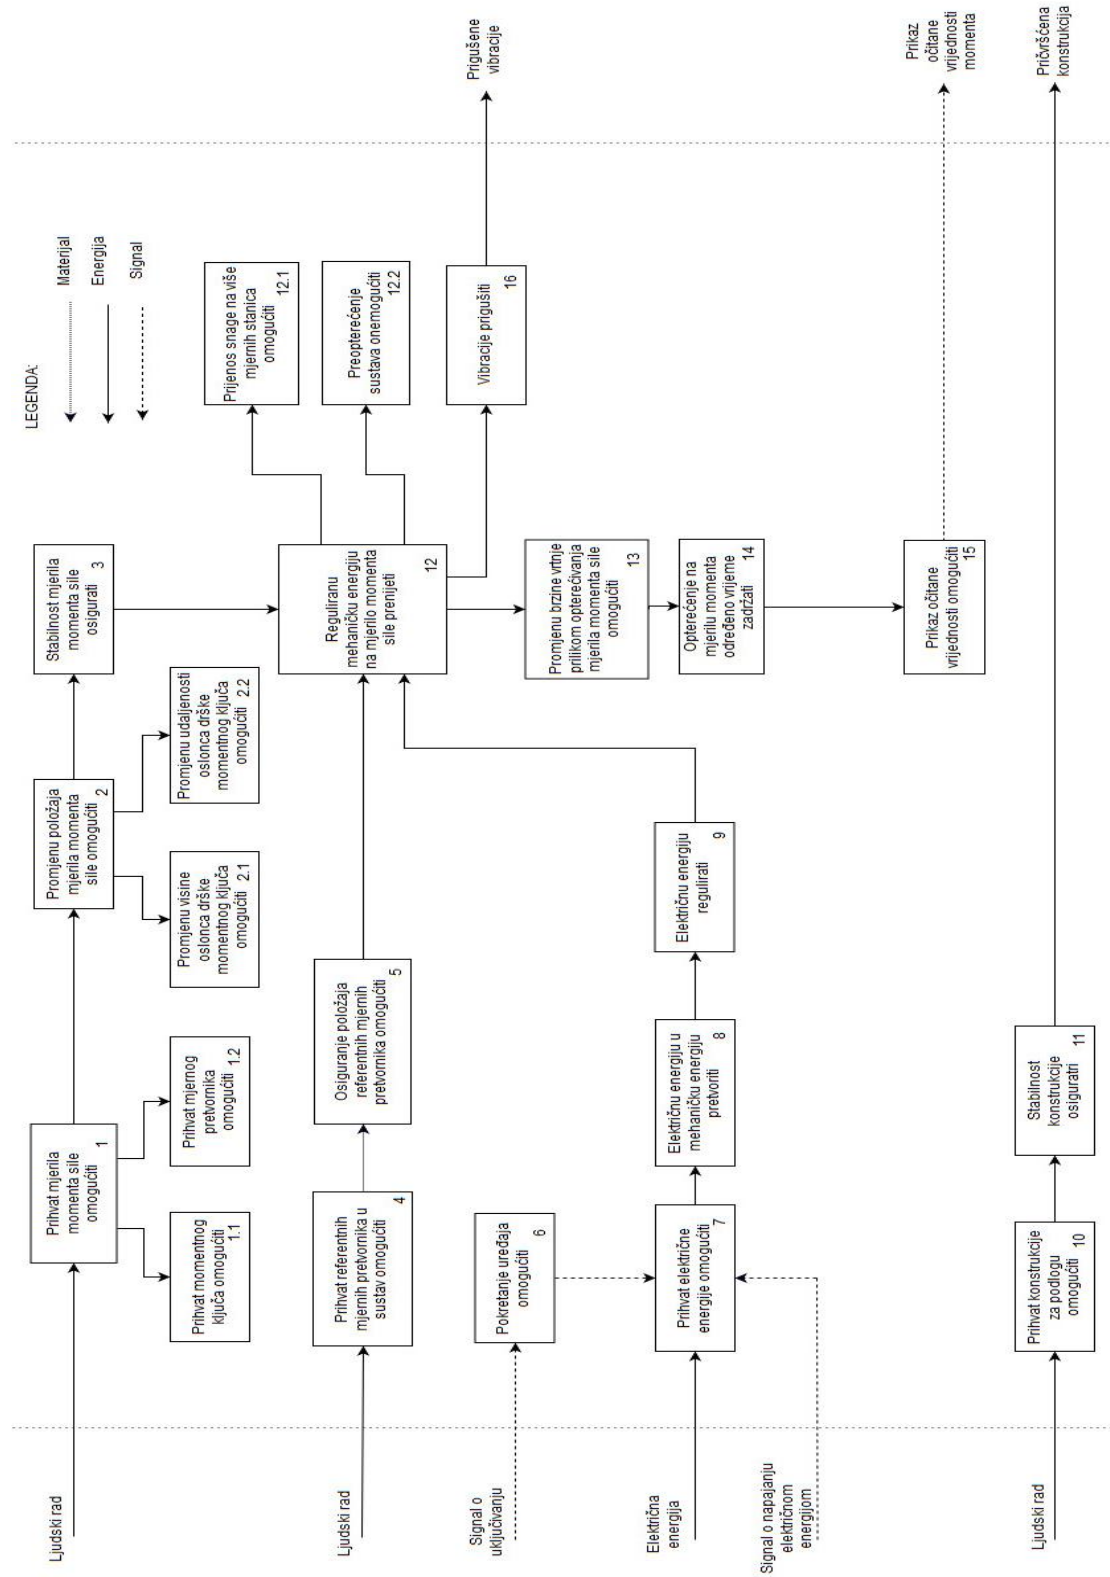 LEGENDA:
Materijal
Energija
Signal
Ljudski rad
Prihvat mjerila
momenta sile
omogućiti
1
Promjenu položaja
mjerila momenta
sile omogućiti
2
Stabilnost mjerila
momenta sile
osigurati
3
Prihvat momentnog
ključa omogućiti
1.1
Prihvat mjernog
pretvornika
omogućiti
1.2
Promjenu visine
oslonca drške
momentnog ključa
omogućiti
2.1
Promjenu udaljenosti
oslonca drške
momentnog ključa
omogućiti
2.2
Prijenos snage na više
mjernih stanica
omogućiti
12.1
Ljudski rad
Prihvat referentnih
mjernih pretvornika u
sustav omogućiti
4
Osiguranje položaja
referentnih mjernih
pretvornika omogućiti
5
Reguliranu
mehaničku energiju
na mjerilo momenta
sile prenijeti
12
Preopterećenje
sustava onemogućiti
12.2
Signal o
uključivanju
Pokretanje uređaja
omogućiti
6
Vibracije prigušiti
16
Prigušene
vibracije
Promjenu brzine vrtnje
prilikom opterećivanja
mjerila momenta sile
omogućiti
13
Električna
energija
Prihvat električne
energije omogućiti
7
Električnu energiju u
mehaničku energiju
pretvoriti
8
Električnu energiju
regulirati
9
Opterećenje na
mjerilu momenta
određeno vrijeme
zadržati
14
Signal o napajanju
električnom
energijom
Prikaz očitane
vrijednosti omogućiti
15
Prikaz
očitane
vrijednosti
momenta
Ljudski rad
Prihvat konstrukcije
za podlogu
omogućiti
10
Stabilnost
konstrukcije
osiguratri
11
Pričvršćena
konstrukcija